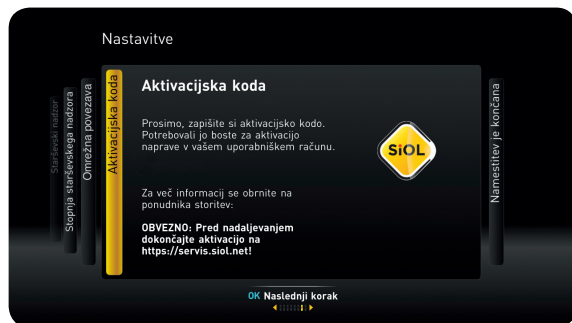 Nastavitve
Starševski nadzor
Stopnja starševskega nadzora
Omrežna povezava
Aktivacijska koda
Aktivacijska koda
Prosimo, zapišite si aktivacijsko kodo.
Potrebovali jo boste za aktivacijo
naprave v vašem uporabniškem računu.
SiOL
Za več informacij se obrnite na
ponudnika storitev:
OBVEZNO: Pred nadaljevanjem
dokončajte aktivacijo na
https://servis.siol.net!
Namestitev je končana
OK Naslednji korak